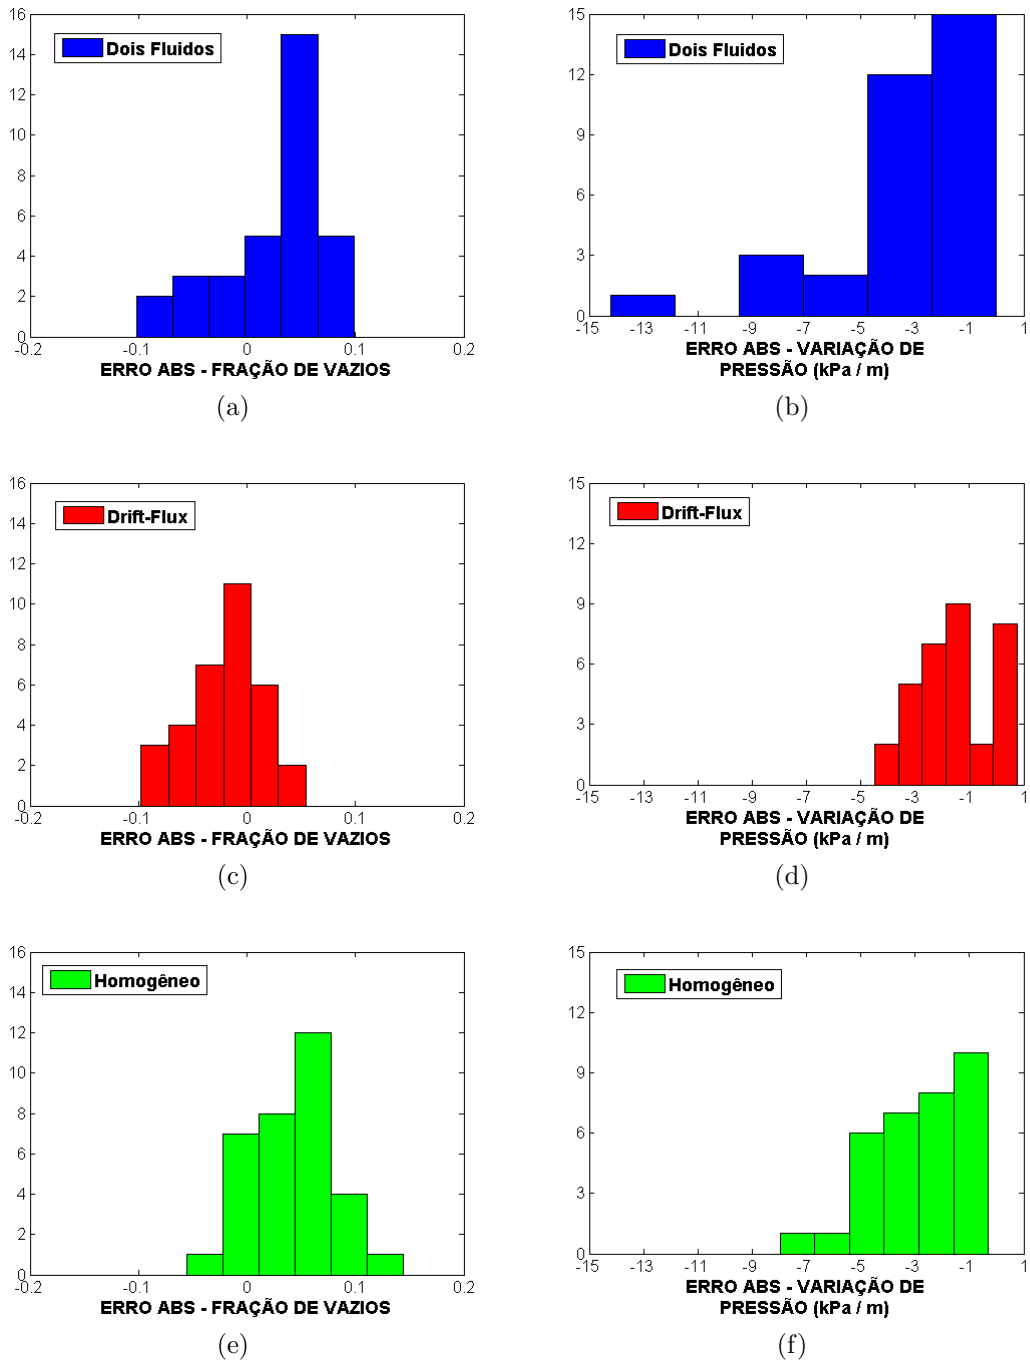 16
14
12
10
8
6
4
2
0
Dois Fluidos
-0.2 -0.1 0 0.1 0.2
ERRO ABS - FRAÇÃO DE VAZIOS
(a)
15
12
9
6
3
0
Dois Fluidos
-15 -13 -11 -9 -7 -5 -3 -1 1
ERRO ABS - VARIAÇÃO DE
PRESSÃO (kPa / m)
(b)
16
14
12
10
8
6
4
2
0
Drift-Flux
-0.2 -0.1 0 0.1 0.2
ERRO ABS - FRAÇÃO DE VAZIOS
(c)
15
12
9
6
3
0
Drift-Flux
-15 -13 -11 -9 -7 -5 -3 -1 1
ERRO ABS - VARIAÇÃO DE
PRESSÃO (kPa / m)
(d)
16
14
12
10
8
6
4
2
0
Homogêneo
-0.2 -0.1 0 0.1 0.2
ERRO ABS - FRAÇÃO DE VAZIOS
(e)
15
12
9
6
3
0
Homogêneo
-15 -13 -11 -9 -7 -5 -3 -1 1
ERRO ABS - VARIAÇÃO DE
PRESSÃO (kPa / m)
(f)